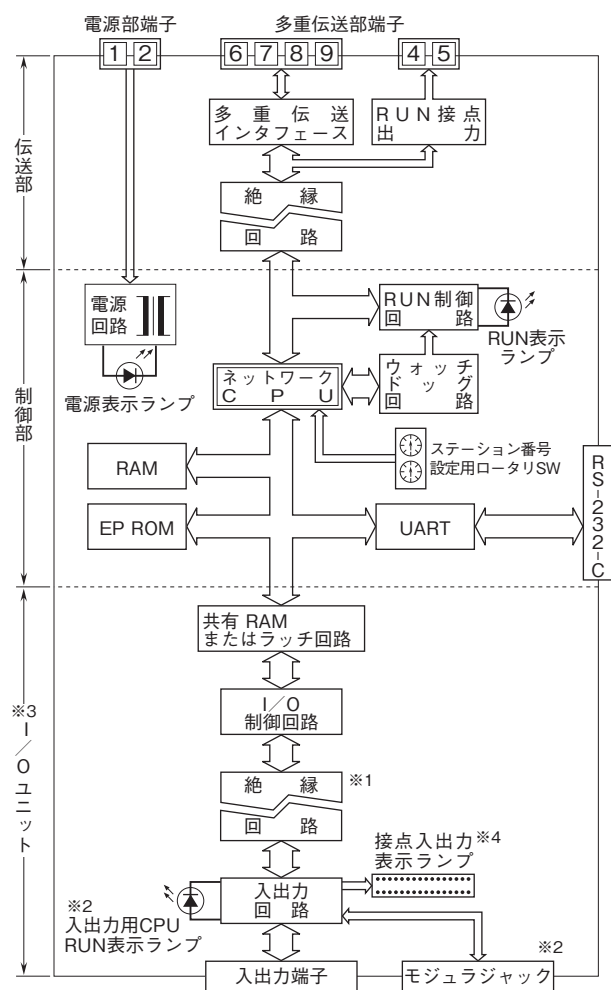 電源部端子
多重伝送部端子
1 2
6 7 8 9
4 5
伝送部
多重伝送
インタフェース
RUN接点
出力
絶縁
回路
制御部
電源
回路
電源表示ランプ
RUN制御
回路
RUN表示
ランプ
ネットワーク
CPU
ウォッチ
ドッグ
回路
ステーション番号
設定用ロータリSW
RAM
EP ROM
UART
RS-232-C
※3
I/Oユニット
共有 RAM
またはラッチ回路
I/O
制御回路
絶縁
回路
※1
接点入出力
表示ランプ
※4
入出力
回路
※2
入出力用CPU
RUN表示ランプ
※2
入出力端子
モジュラジャック